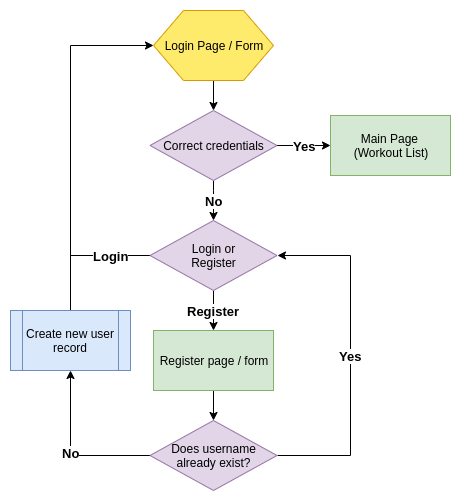 Login Page / Form
Correct credentials
Yes
Main Page
(Workout List)
No
Login or
Register
Login
Register
Create new user
record
Register page / form
Yes
Does username
already exist?
No